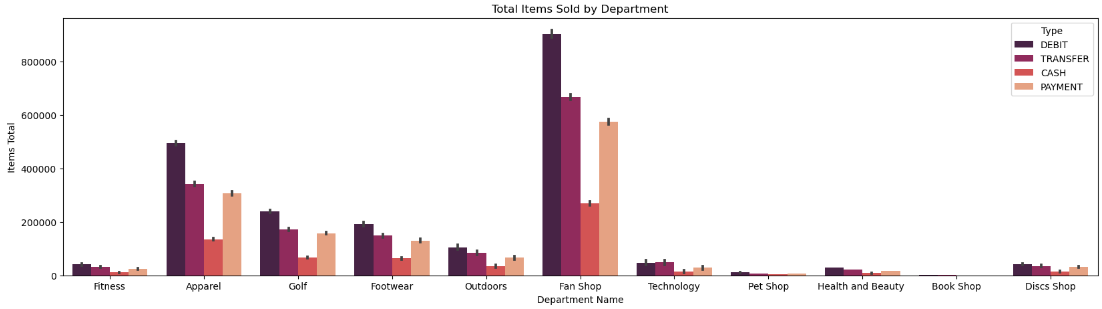 Total Items Sold by Department
Type
DEBIT
TRANSFER
CASH
PAYMENT
Items Total
800000
600000
400000
200000
0
Fitness Apparel Golf Footwear Outdoors Fan Shop Technology Pet Shop Health and Beauty Book Shop Discs Shop
Department Name